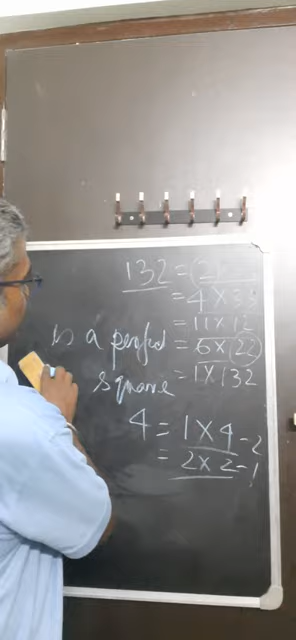 132 = (2
= 4 × 33
= 11 × 12
is a perfect = 6 × (22)
square = 1 × 132
4 = 1 × 4 - 2
= 2 × 2 - 1